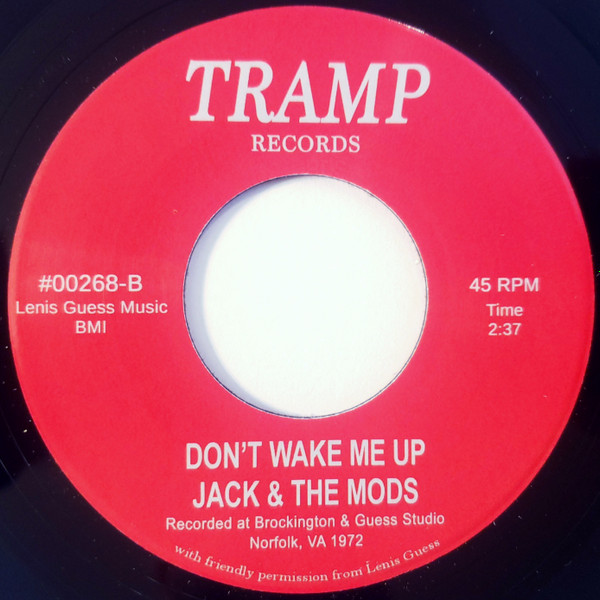 TRAMP
RECORDS
#00268-B
Lenis Guess Music
BMI
45 RPM
Time
2:37
DON'T WAKE ME UP
JACK & THE MODS
Recorded at Brockington & Guess Studio
Norfolk, VA 1972
with friendly permission from Lenis Guess